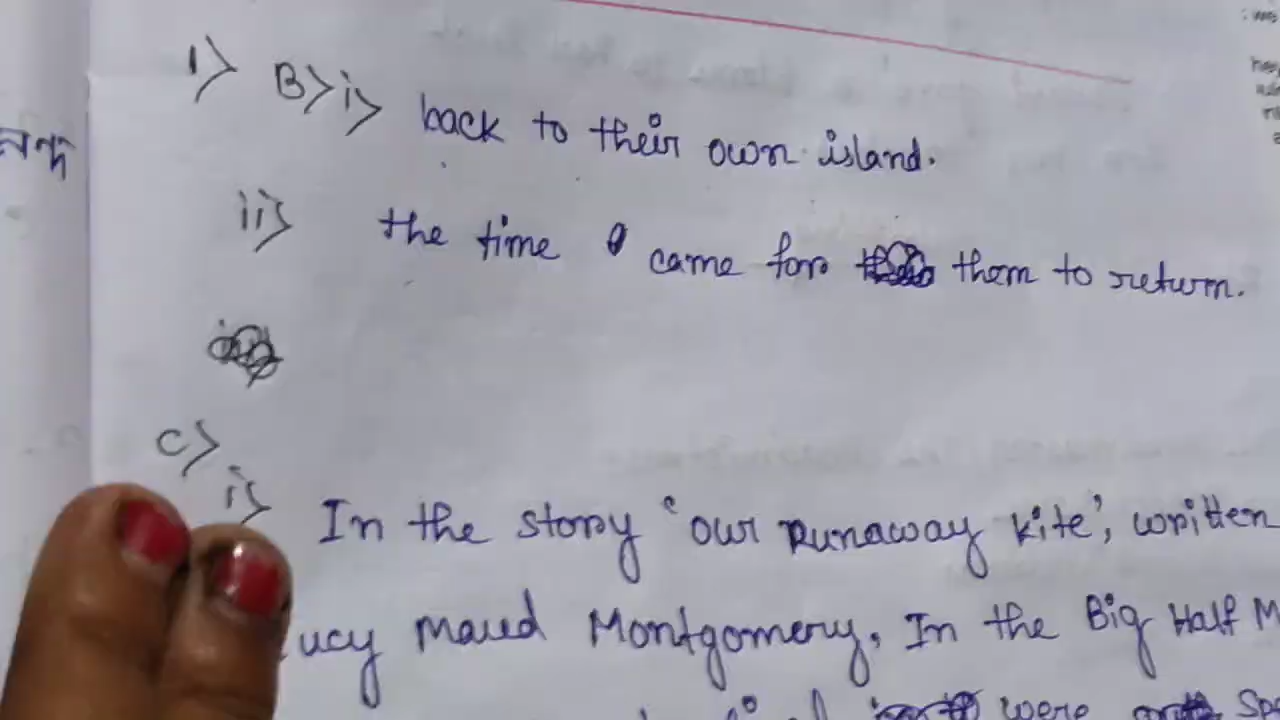 1> B> i> back to their own island.
ii> the time came for them to return.
C>
i> In the story 'our Runaway kite', written
ucy Maud Montgomery. In the Big Half M
were